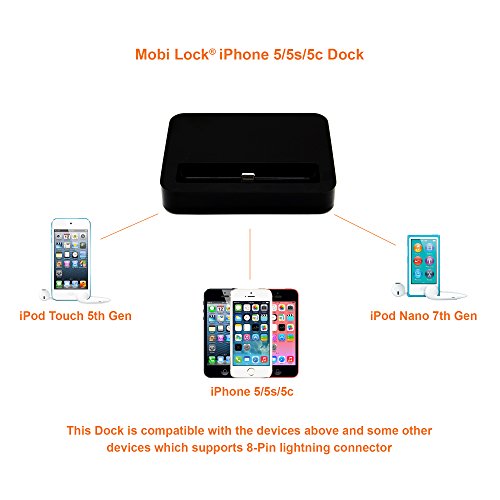 Mobi Lock® iPhone 5/5s/5c Dock
iPod Touch 5th Gen
iPod Nano 7th Gen
iPhone 5/5s/5c
This Dock is compatible with the devices above and some other
devices which supports 8-Pin lightning connector